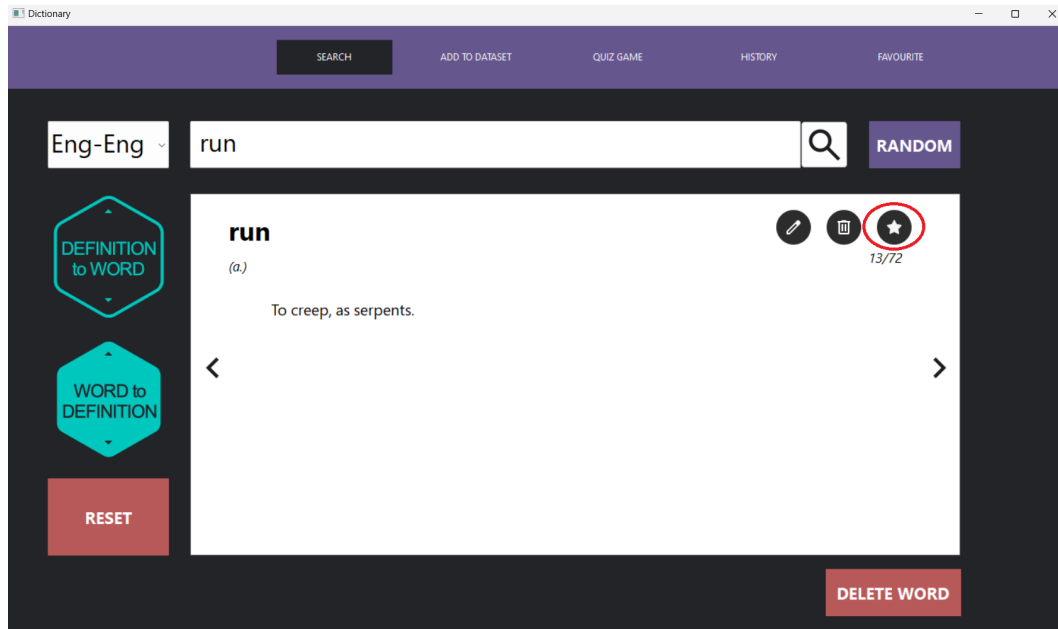 Dictionary
SEARCH
ADD TO DATASET
QUIZ GAME
HISTORY
FAVOURITE
Eng-Eng
run
RANDOM
DEFINITION
to WORD
run
13/72
(a.)
To creep, as serpents.
WORD to
DEFINITION
RESET
DELETE WORD